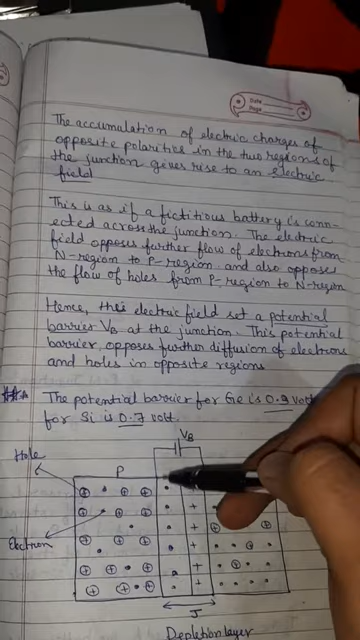 Date
Page
The accumulation of electric charges of
opposite polarities in the two regions of
the junction gives rise to an electric
field
This is as if a fictitious battery is conn-
ected across the junction. The electric
field opposes further flow of electrons from
N-region to P-region and also opposes
the flow of holes from P-region to N-region
Hence, this electric field set a potential
barrier VB at the junction. This potential
barrier, opposes further diffusion of electrons
and holes in opposite regions
The potential barrier for Ge is 0.3 volt
for Si is 0.7 volt.
VB
Hole
P
Electron
J
Depletion layer